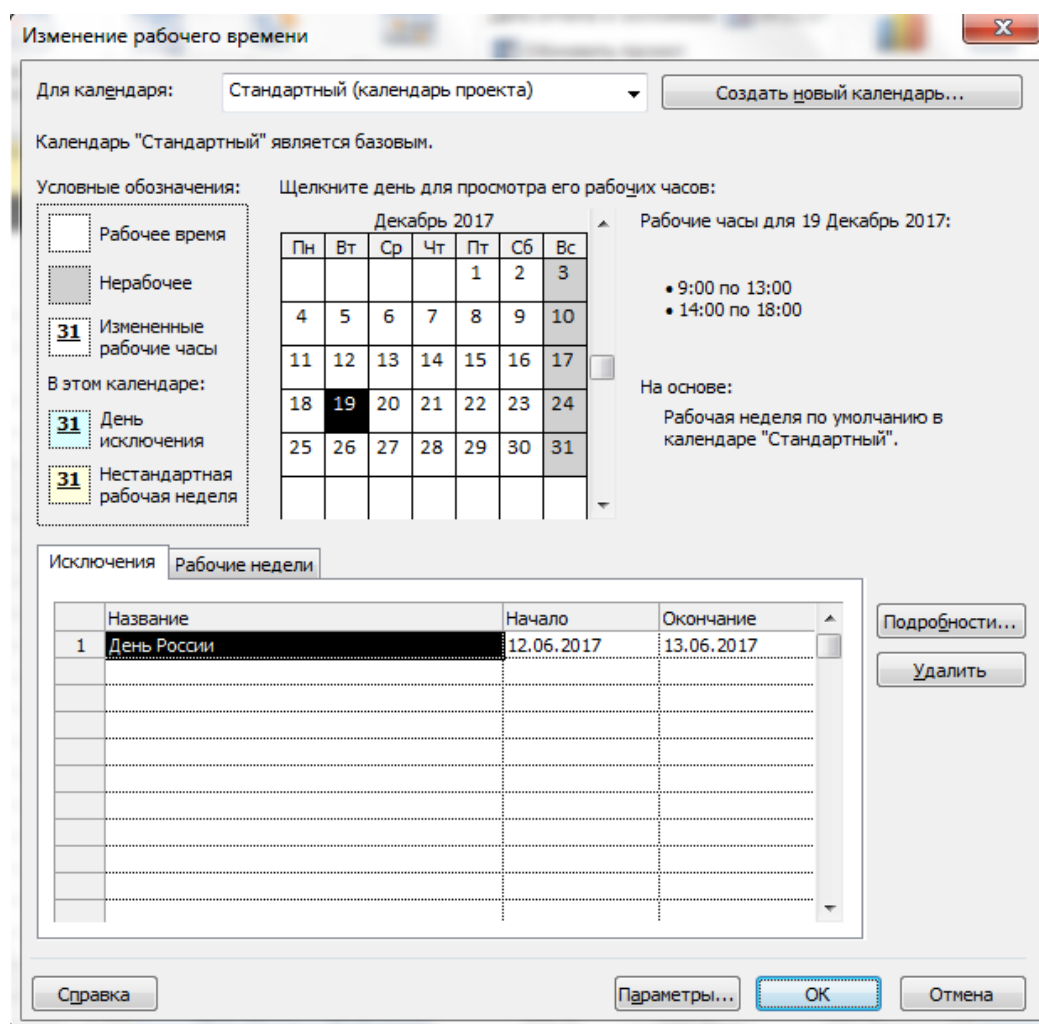 Изменение рабочего времени
Для календаря: Стандартный (календарь проекта) Создать новый календарь...
Календарь "Стандартный" является базовым.
Условные обозначения:
Рабочее время
Нерабочее
31 Измененные
рабочие часы
В этом календаре:
31 День
исключения
31 Нестандартная
рабочая неделя
Щелкните день для просмотра его рабочих часов:
Декабрь 2017
Пн Вт Ср Чт Пт Сб Вс
1 2 3
4 5 6 7 8 9 10
11 12 13 14 15 16 17
18 19 20 21 22 23 24
25 26 27 28 29 30 31
Рабочие часы для 19 Декабрь 2017:
• 9:00 по 13:00
• 14:00 по 18:00
На основе:
Рабочая неделя по умолчанию в
календаре "Стандартный".
Исключения Рабочие недели
Название Начало Окончание
1 День России 12.06.2017 13.06.2017
Подробности...
Удалить
Справка Параметры... ОК Отмена